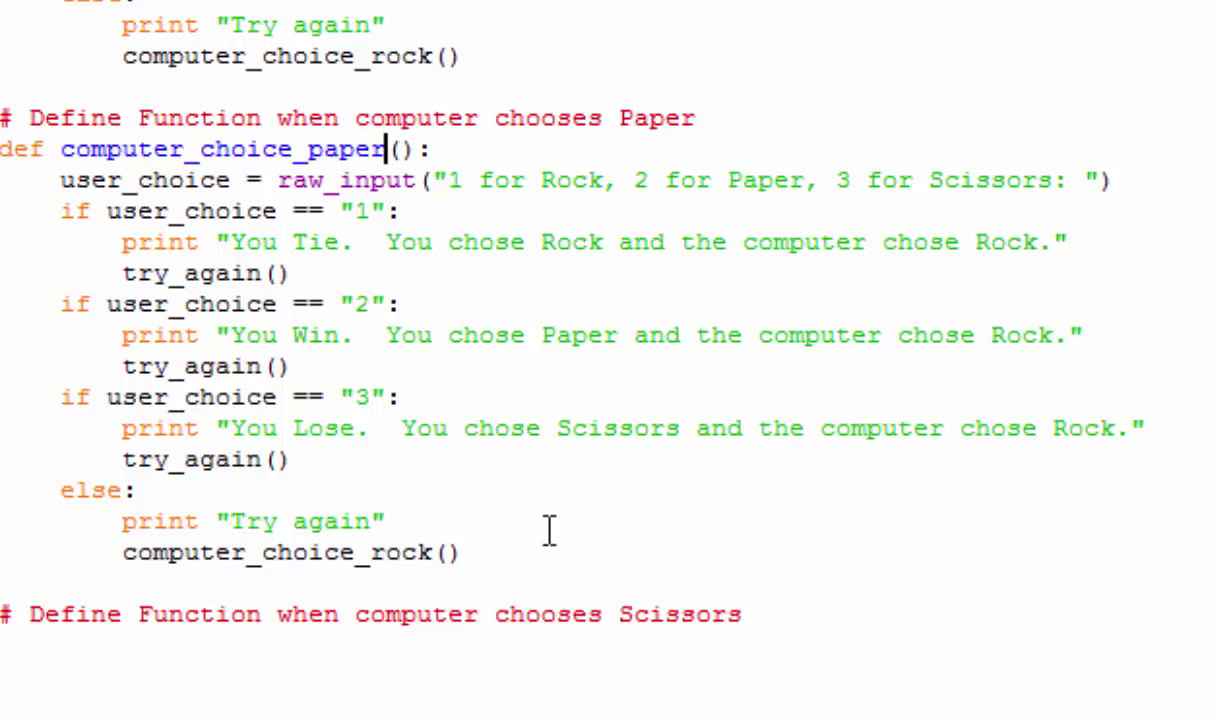 print "Try again"
computer_choice_rock()
# Define Function when computer chooses Paper
def computer_choice_paper():
user_choice = raw_input("1 for Rock, 2 for Paper, 3 for Scissors: ")
if user_choice == "1":
print "You Tie.  You chose Rock and the computer chose Rock."
try_again()
if user_choice == "2":
print "You Win.  You chose Paper and the computer chose Rock."
try_again()
if user_choice == "3":
print "You Lose.  You chose Scissors and the computer chose Rock."
try_again()
else:
print "Try again"
computer_choice_rock()
# Define Function when computer chooses Scissors